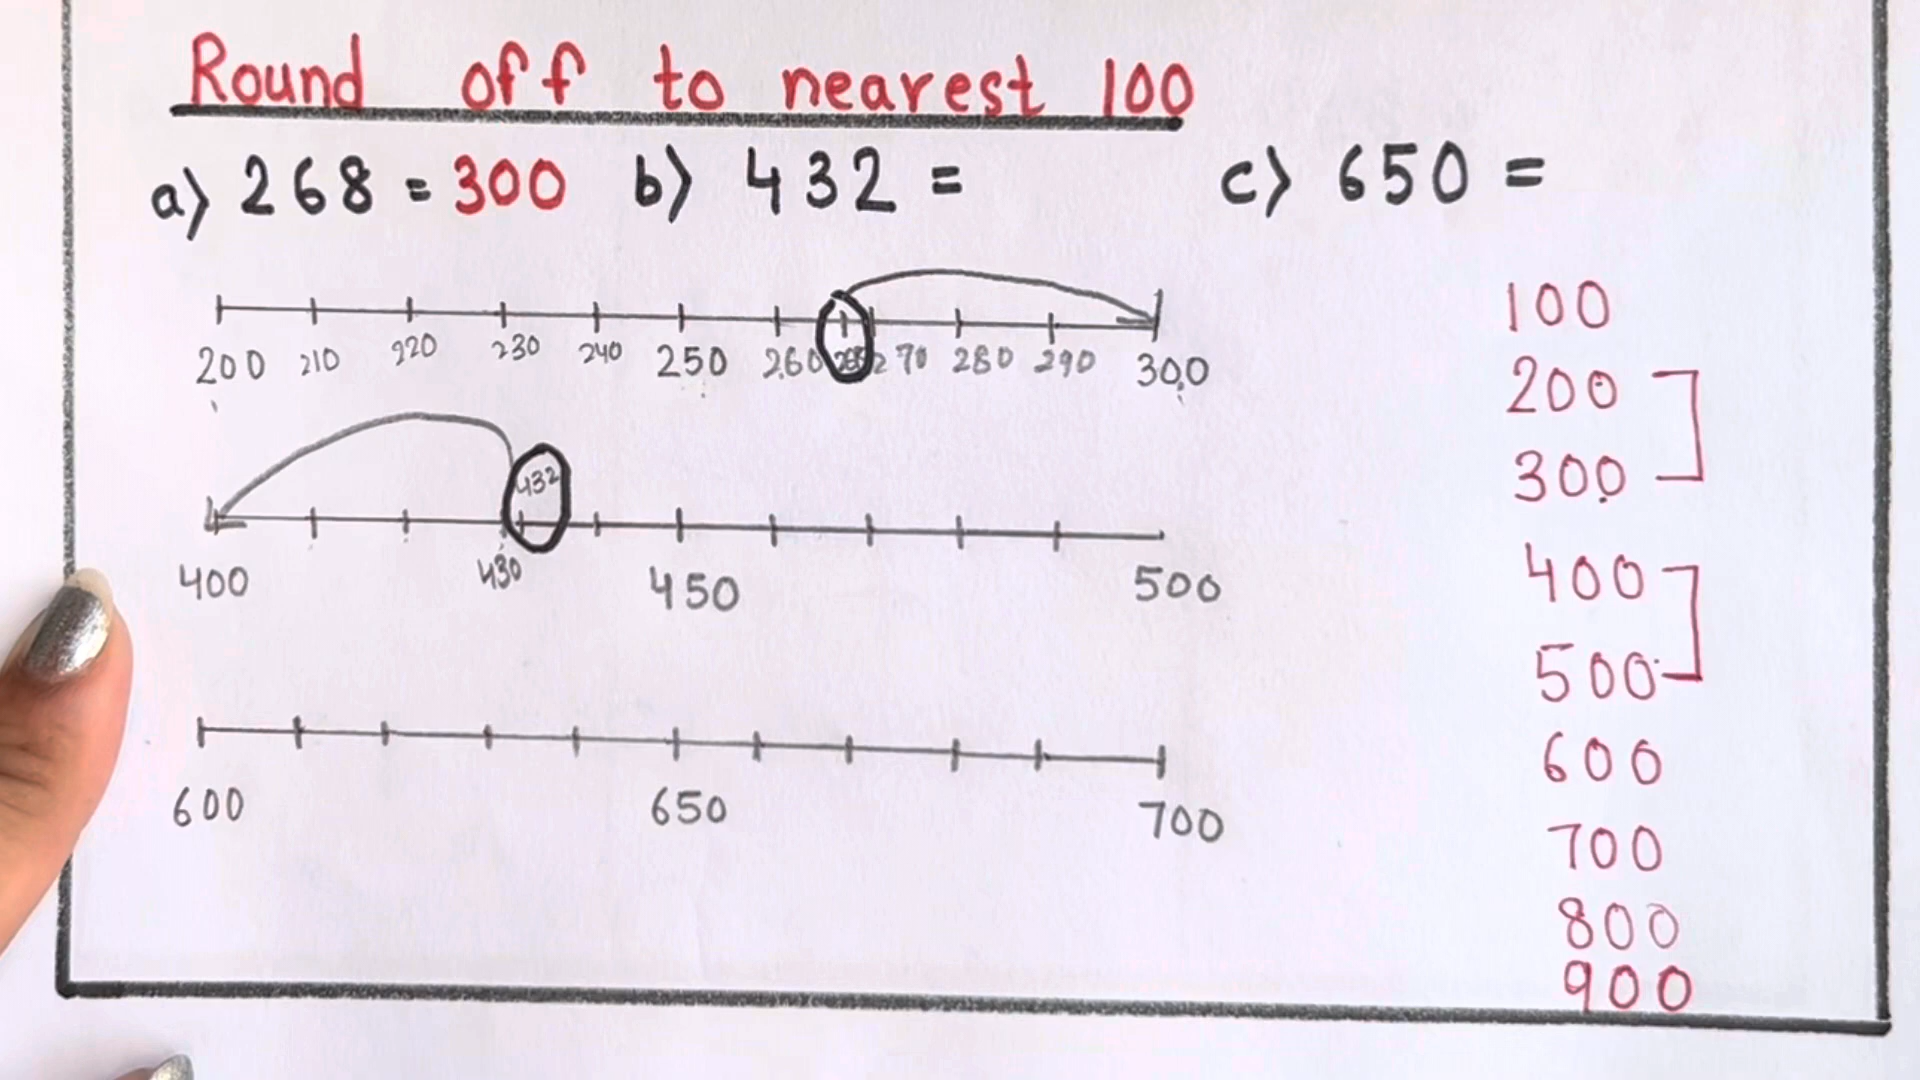 Round off to nearest 100
a) 268 = 300 b) 432 = c) 650 =
200 210 220 230 240 250 260 268 270 280 290 300
432
400 430 450 500
600 650 700
100
200
300
400
500
600
700
800
900